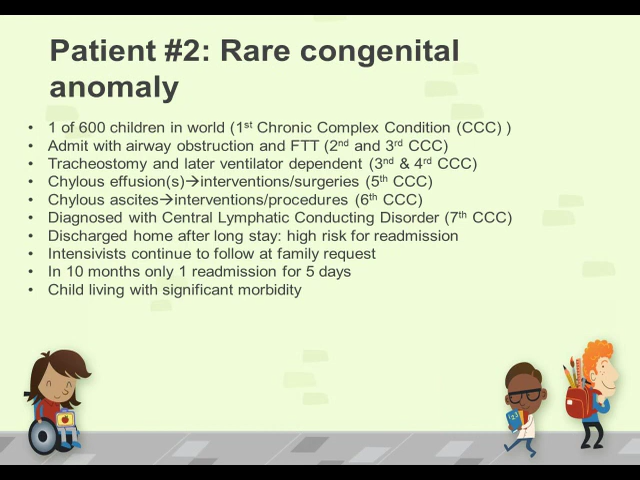 Patient #2: Rare congenital
anomaly
• 1 of 600 children in world (1st Chronic Complex Condition (CCC) )
• Admit with airway obstruction and FTT (2nd and 3rd CCC)
• Tracheostomy and later ventilator dependent (3nd & 4rd CCC)
• Chylous effusion(s)→interventions/surgeries (5th CCC)
• Chylous ascites→interventions/procedures (6th CCC)
• Diagnosed with Central Lymphatic Conducting Disorder (7th CCC)
• Discharged home after long stay: high risk for readmission
• Intensivists continue to follow at family request
• In 10 months only 1 readmission for 5 days
• Child living with significant morbidity